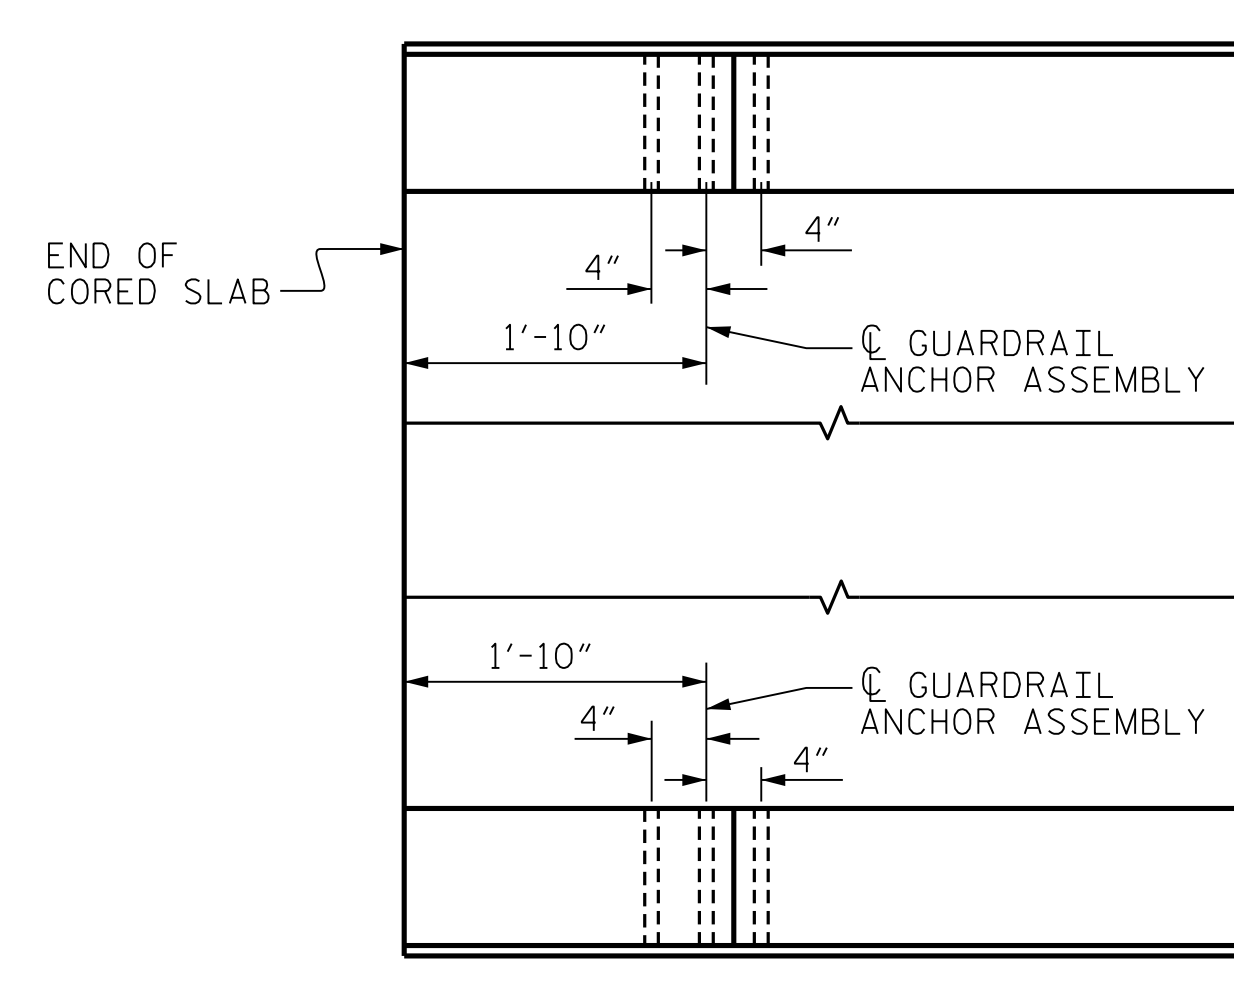 4"
END OF
CORED SLAB
4"
1'-10"
℄ GUARDRAIL
ANCHOR ASSEMBLY
1'-10"
℄ GUARDRAIL
ANCHOR ASSEMBLY
4"
4"